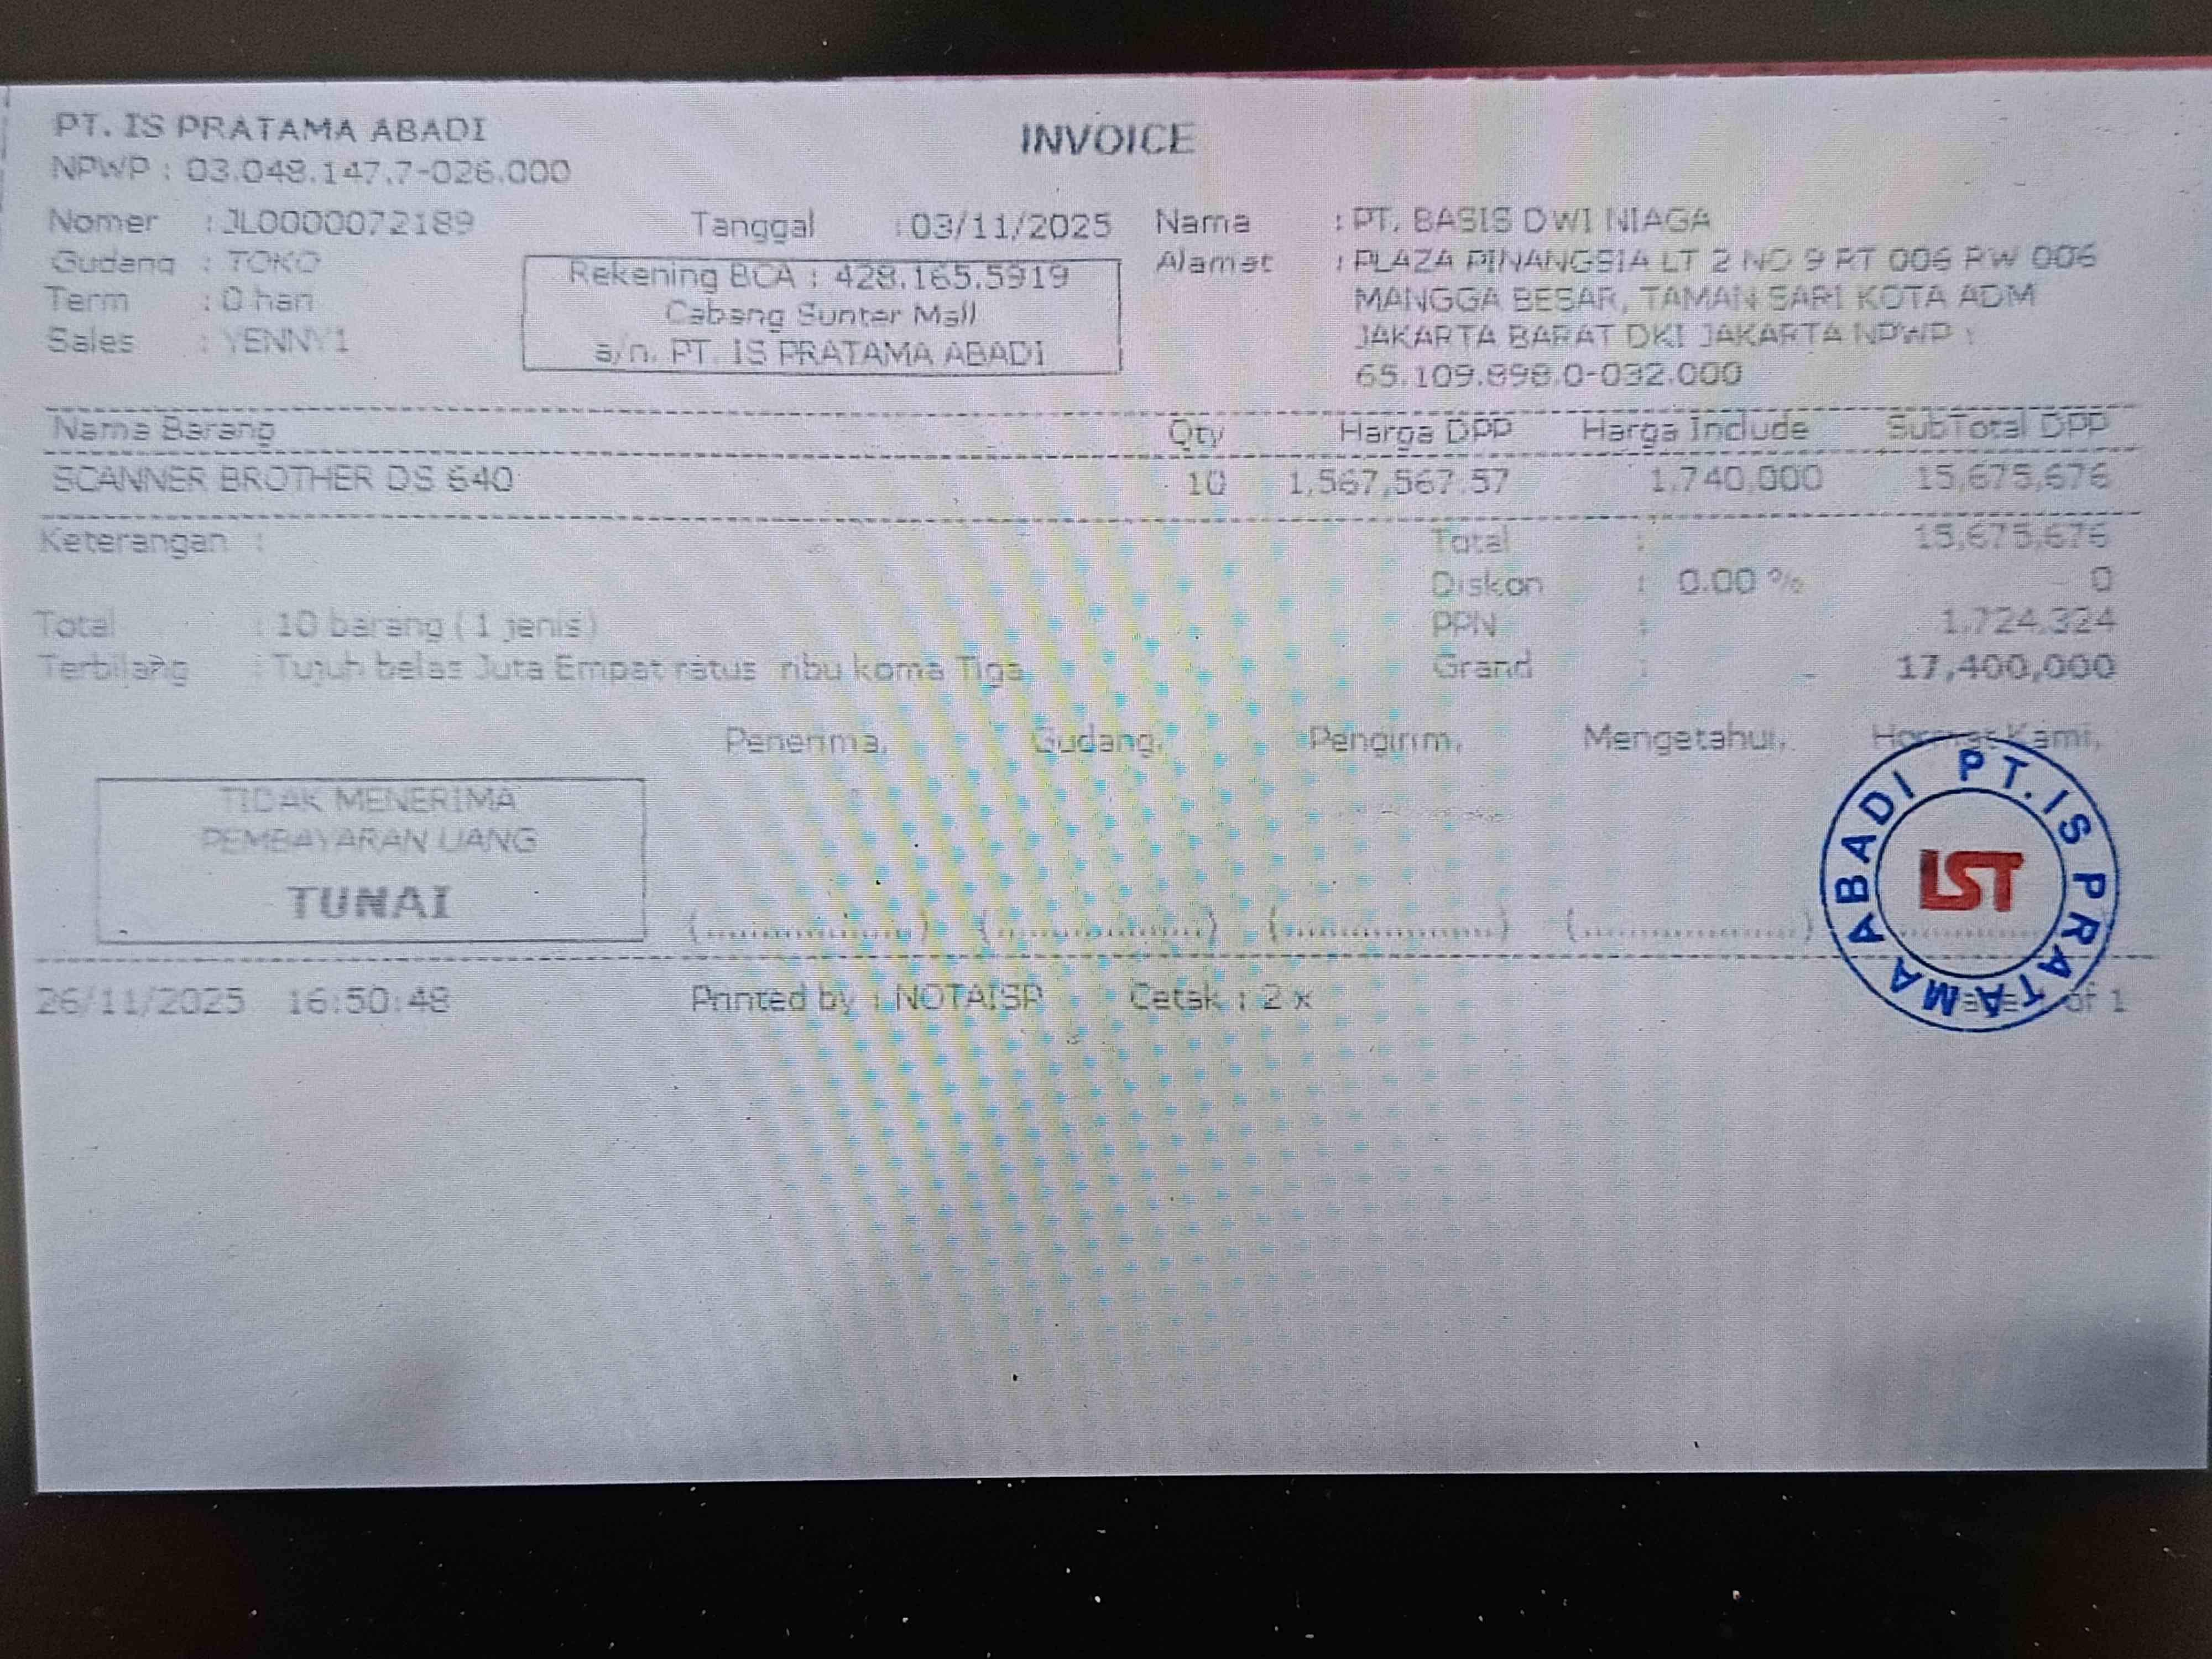 PT. IS PRATAMA ABADI
INVOICE
NPWP : 03.048.147.7-026.000
Nomer : JL0000072189
Tanggal : 03/11/2025
Nama : PT. BASIS DWI NIAGA
Gudang : TOKO
Alamat : PLAZA PINANGSIA LT 2 NO 9 RT 006 RW 006
MANGGA BESAR, TAMAN SARI KOTA ADM
JAKARTA BARAT DKI JAKARTA NPWP :
65.109.898.0-032.000
Term : 0 hari
Sales : YENNY1
Rekening BCA : 428.165.5919
Cabang Sunter Mall
a/n. PT. IS PRATAMA ABADI
Nama Barang Qty Harga DPP Harga Include SubTotal DPP
SCANNER BROTHER DS 640 10 1,567,567.57 1,740,000 15,675,676
Keterangan :
Total : 15,675,676
Diskon : 0.00 % 0
PPN : 1,724,324
Grand : 17,400,000
Total : 10 barang ( 1 jenis )
Terbilang : Tujuh belas Juta Empat ratus ribu koma Tiga
Penerima, Gudang, Pengirim, Mengetahui, Hormat Kami,
TIDAK MENERIMA
PEMBAYARAN UANG
TUNAI
PT. IS PRATAMA ABADI
IST
26/11/2025 16:50:48 Printed by : NOTAISP Cetak : 2 x of 1